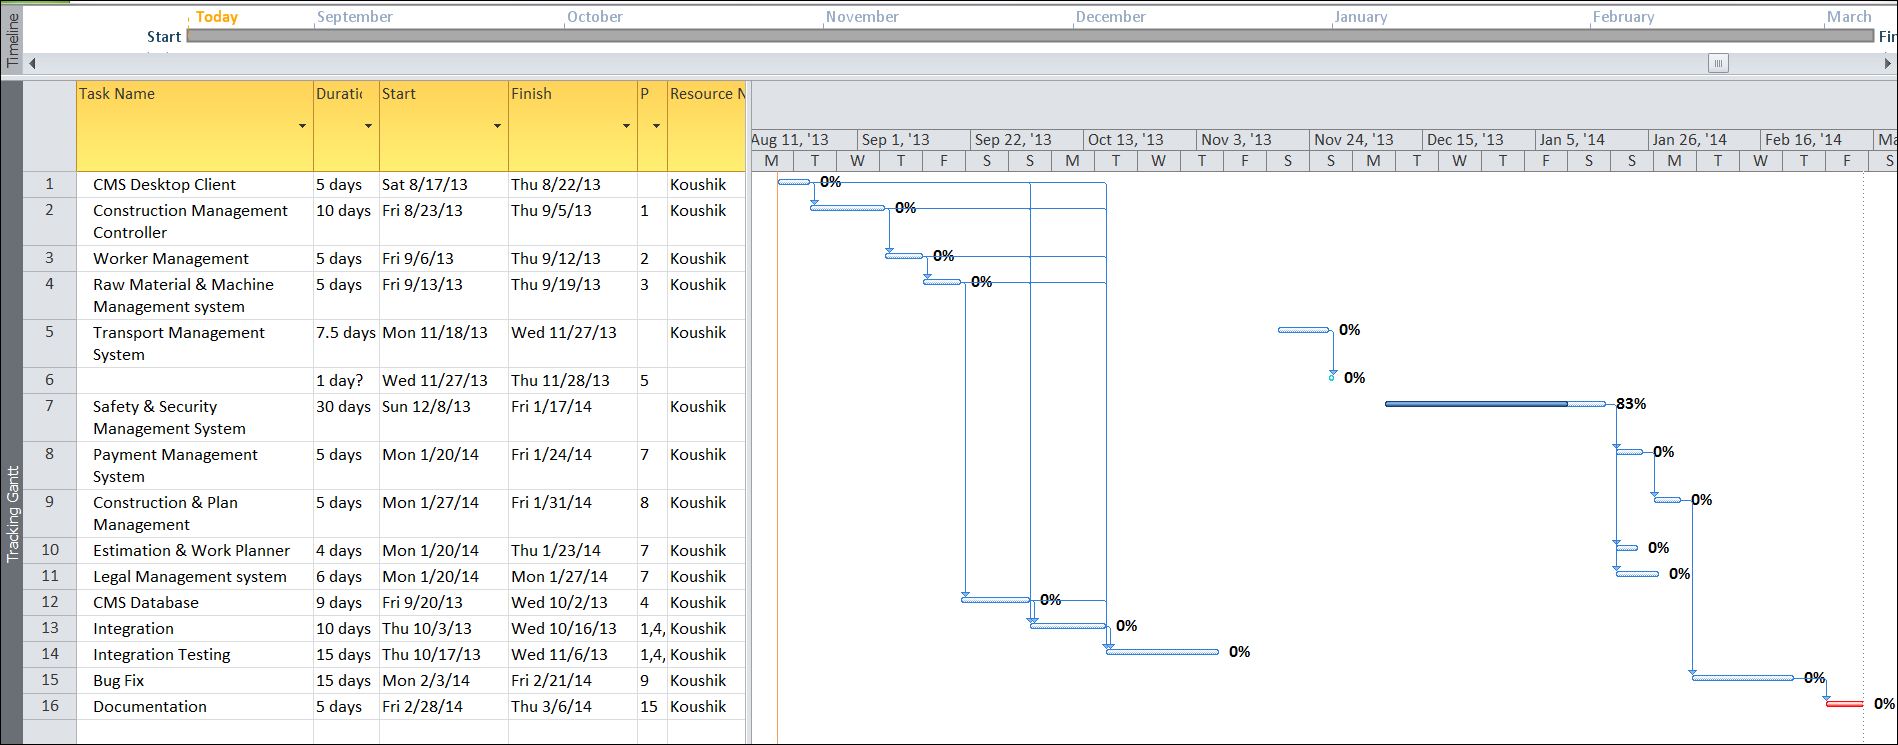 Timeline
Today September October November December January February March
Start Fin
Tracking Gantt
Task Name Duratic Start Finish P Resource N
Aug 11, '13 Sep 1, '13 Sep 22, '13 Oct 13, '13 Nov 3, '13 Nov 24, '13 Dec 15, '13 Jan 5, '14 Jan 26, '14 Feb 16, '14 Ma
M T W T F S S M T W T F S S M T W T F S S M T W T F S
1 CMS Desktop Client 5 days Sat 8/17/13 Thu 8/22/13 Koushik 0%
2 Construction Management 10 days Fri 8/23/13 Thu 9/5/13 1 Koushik 0%
Controller
3 Worker Management 5 days Fri 9/6/13 Thu 9/12/13 2 Koushik 0%
4 Raw Material & Machine 5 days Fri 9/13/13 Thu 9/19/13 3 Koushik 0%
Management system
5 Transport Management 7.5 days Mon 11/18/13 Wed 11/27/13 Koushik 0%
System
6 1 day? Wed 11/27/13 Thu 11/28/13 5 0%
7 Safety & Security 30 days Sun 12/8/13 Fri 1/17/14 Koushik 83%
Management System
8 Payment Management 5 days Mon 1/20/14 Fri 1/24/14 7 Koushik 0%
System
9 Construction & Plan 5 days Mon 1/27/14 Fri 1/31/14 8 Koushik 0%
Management
10 Estimation & Work Planner 4 days Mon 1/20/14 Thu 1/23/14 7 Koushik 0%
11 Legal Management system 6 days Mon 1/20/14 Mon 1/27/14 7 Koushik 0%
12 CMS Database 9 days Fri 9/20/13 Wed 10/2/13 4 Koushik 0%
13 Integration 10 days Thu 10/3/13 Wed 10/16/13 1,4, Koushik 0%
14 Integration Testing 15 days Thu 10/17/13 Wed 11/6/13 1,4, Koushik 0%
15 Bug Fix 15 days Mon 2/3/14 Fri 2/21/14 9 Koushik 0%
16 Documentation 5 days Fri 2/28/14 Thu 3/6/14 15 Koushik 0%